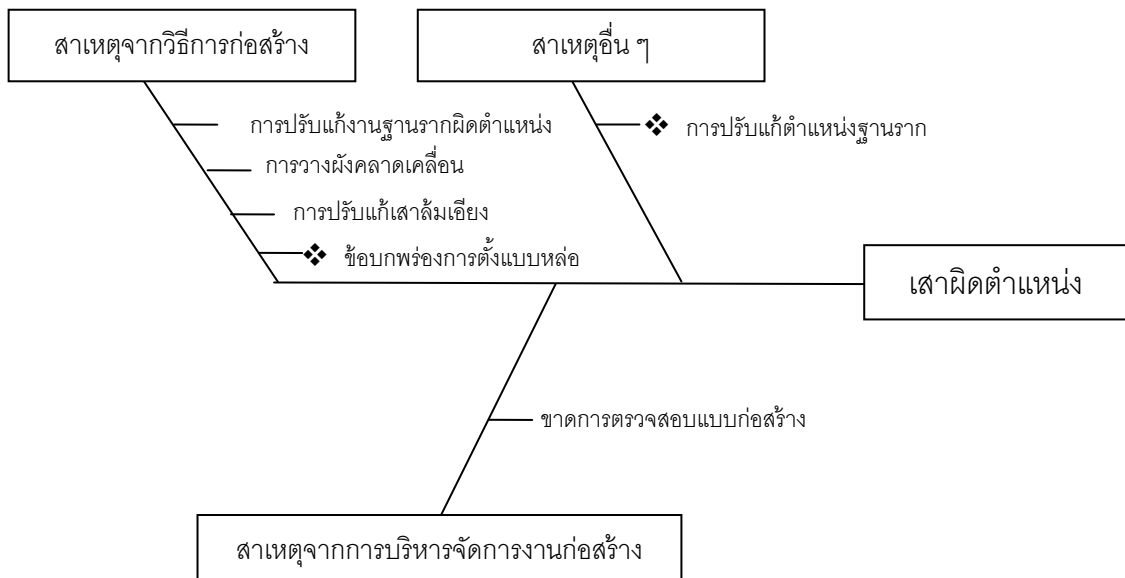 สาเหตุจากวิธีการก่อสร้าง
สาเหตุอื่น ๆ
การปรับแก้งานฐานรากผิดตำแหน่ง
❖ การปรับแก้ตำแหน่งฐานราก
การวางผังคลาดเคลื่อน
การปรับแก้เสาล้มเอียง
❖ ข้อบกพร่องการตั้งแบบหล่อ
เสาผิดตำแหน่ง
ขาดการตรวจสอบแบบก่อสร้าง
สาเหตุจากการบริหารจัดการงานก่อสร้าง